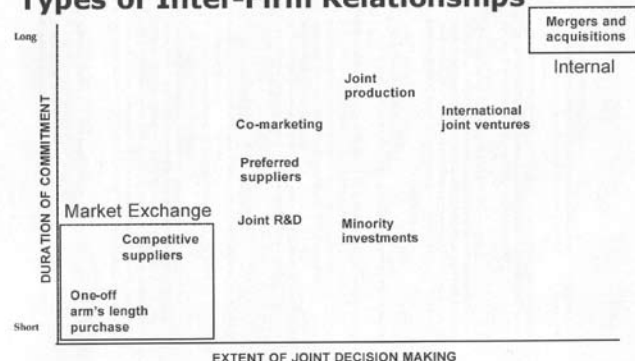 Types of Inter-Firm Relationships
Mergers and
acquisitions
Internal
Long
Joint
production
International
joint ventures
Co-marketing
Preferred
suppliers
Joint R&D
Minority
investments
DURATION OF COMMITMENT
Market Exchange
Competitive
suppliers
One-off
arm's length
purchase
Short
EXTENT OF JOINT DECISION MAKING